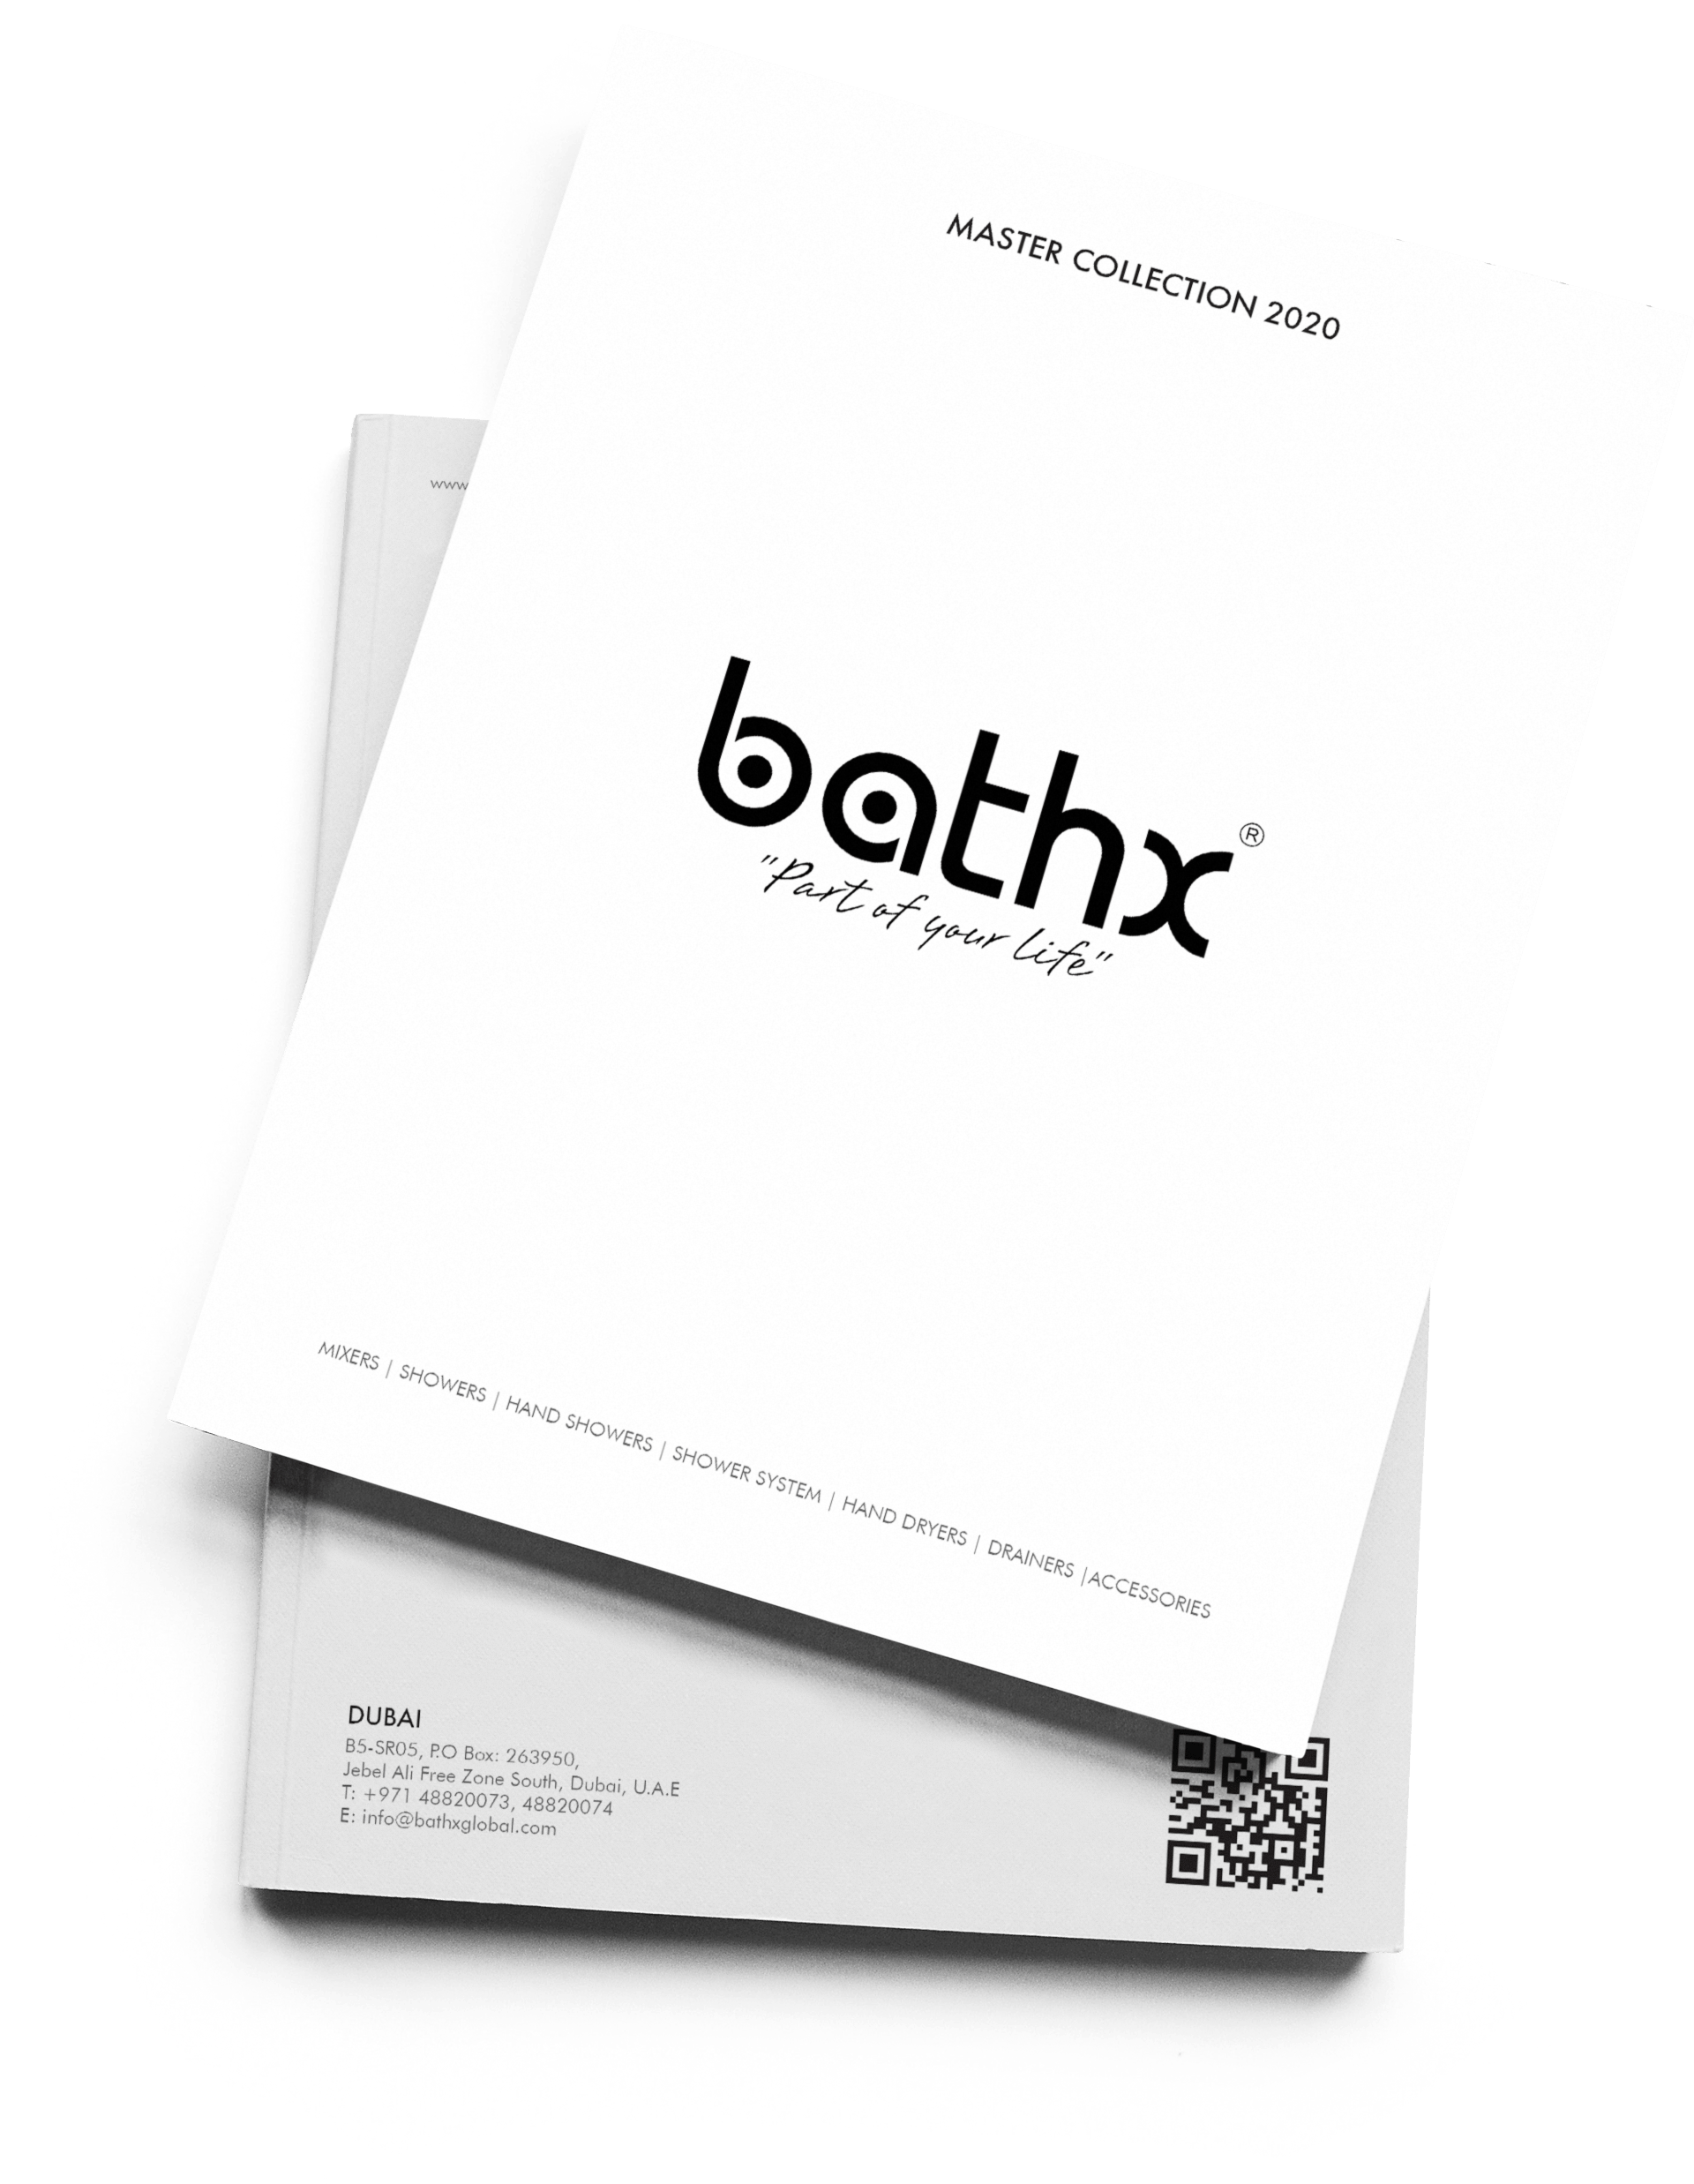 MASTER COLLECTION 2020
www.
bathx®
"Part of your life"
MIXERS | SHOWERS | HAND SHOWERS | SHOWER SYSTEM | HAND DRYERS | DRAINERS |ACCESSORIES
DUBAI
B5-SR05, P.O Box: 263950,
Jebel Ali Free Zone South, Dubai, U.A.E
T: +971 48820073, 48820074
E: info@bathxglobal.com